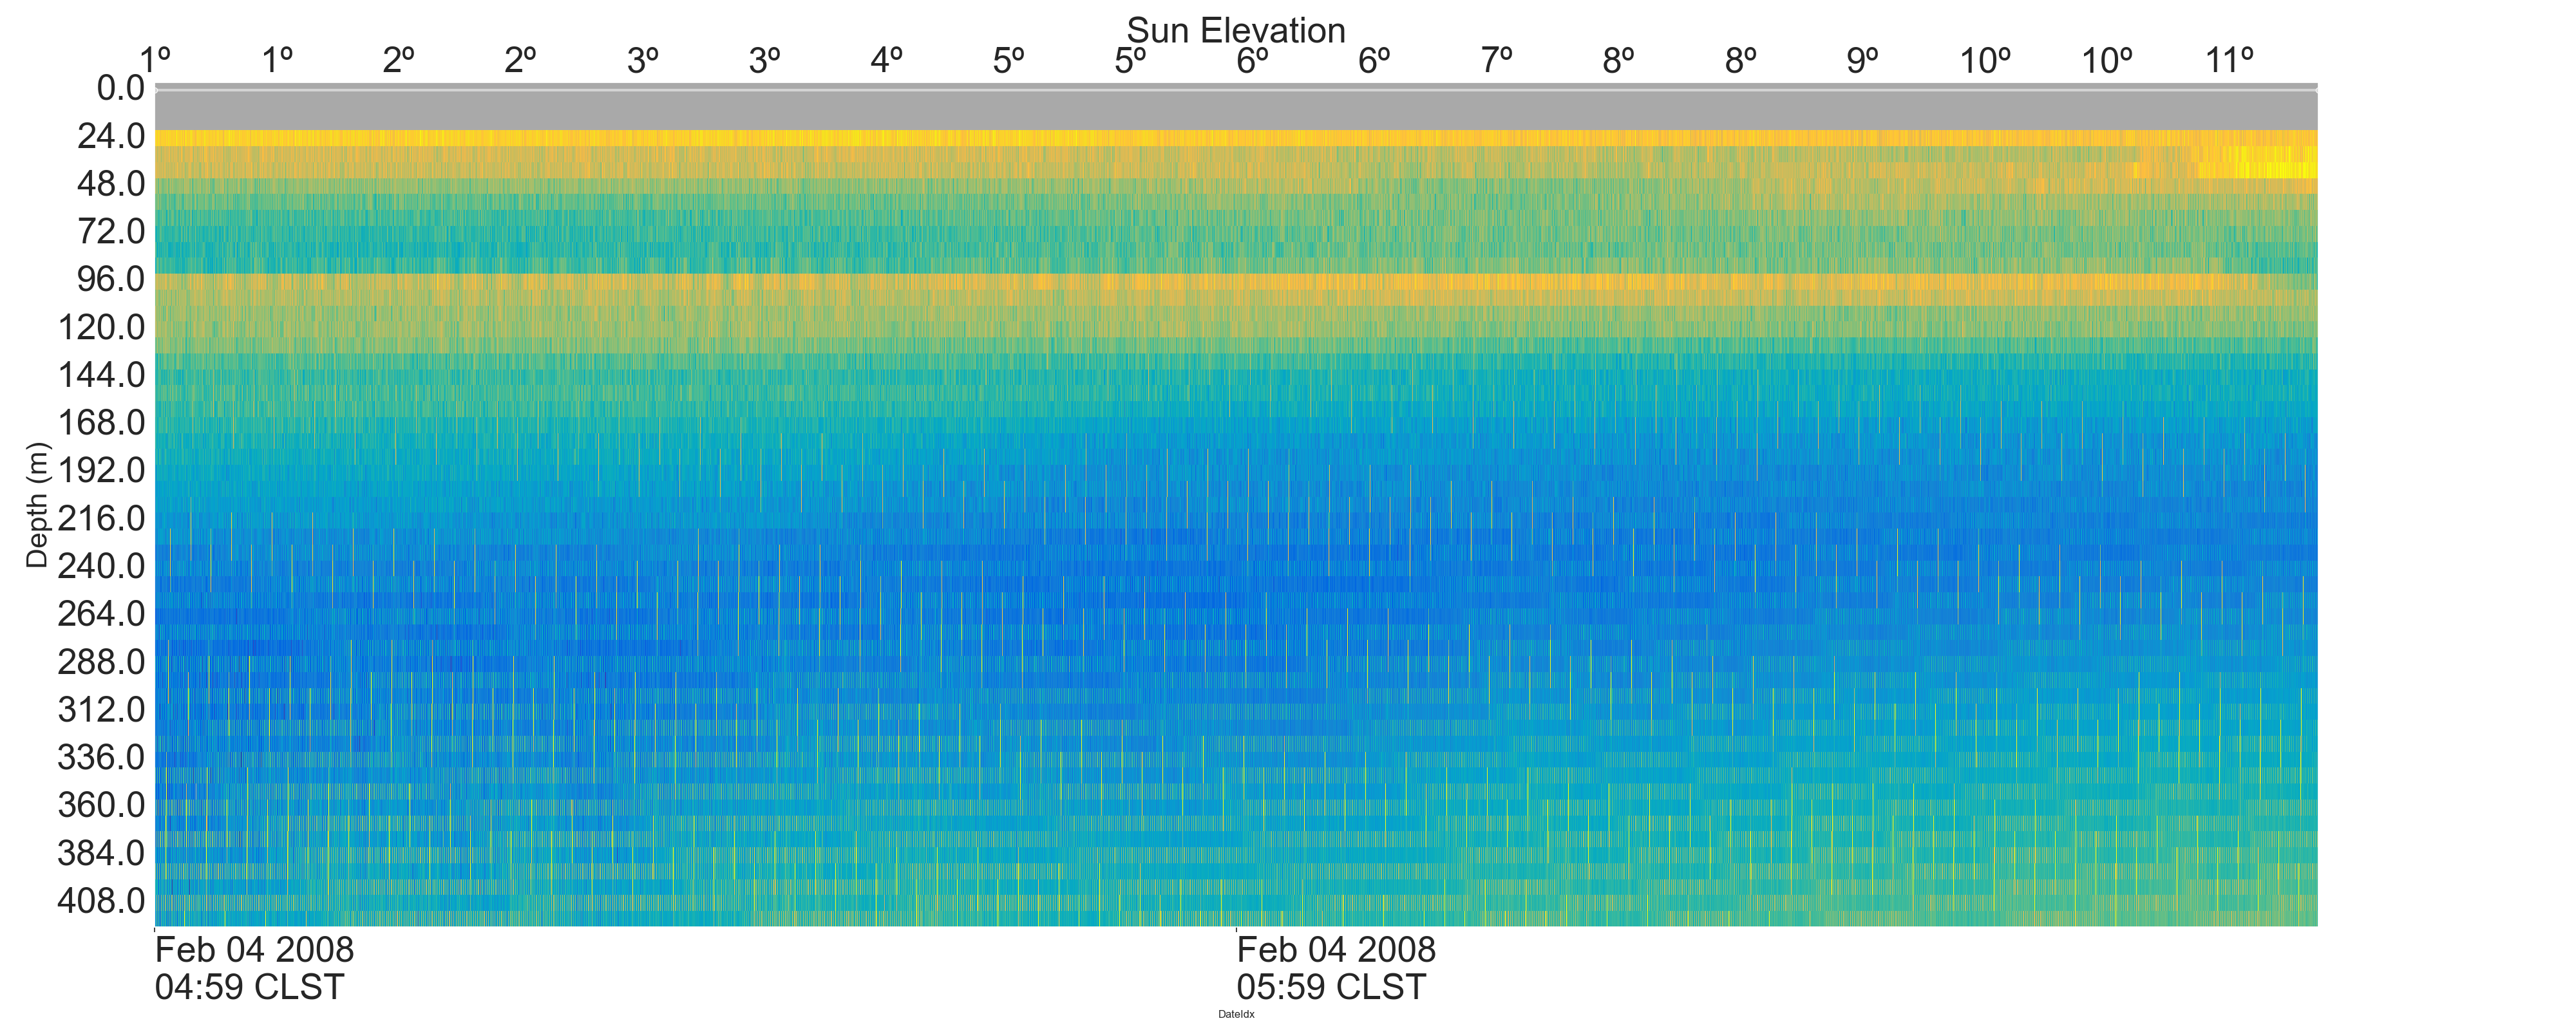 Sun Elevation
1º 1º 2º 2º 3º 3º 4º 5º 5º 6º 6º 7º 8º 8º 9º 10º 10º 11º
0.0
24.0
48.0
72.0
96.0
120.0
144.0
168.0
192.0
216.0
240.0
264.0
288.0
312.0
336.0
360.0
384.0
408.0
Depth (m)
Feb 04 2008
04:59 CLST
Feb 04 2008
05:59 CLST
DateIdx